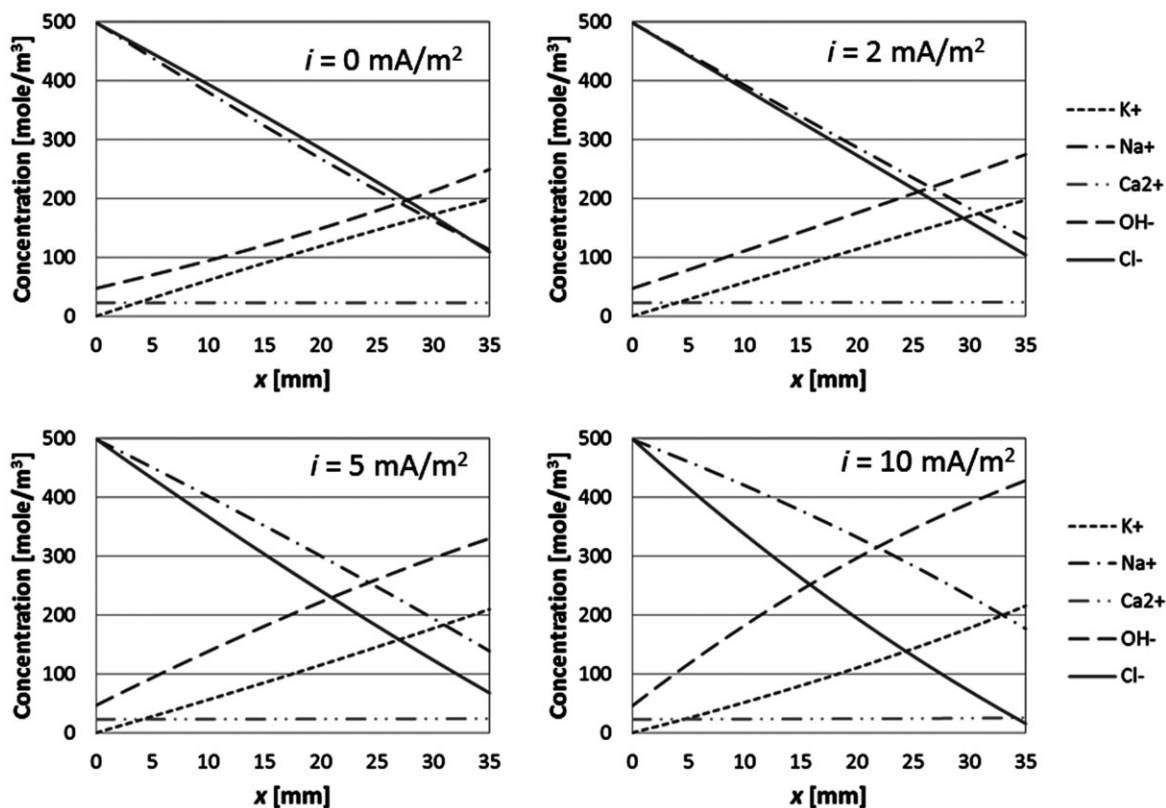 i = 0 mA/m²
Concentration [mole/m³]
500
400
300
200
100
0
0 5 10 15 20 25 30 35
x [mm]
i = 2 mA/m²
Concentration [mole/m³]
500
400
300
200
100
0
0 5 10 15 20 25 30 35
x [mm]
K+
Na+
Ca2+
OH-
Cl-
i = 5 mA/m²
Concentration [mole/m³]
500
400
300
200
100
0
0 5 10 15 20 25 30 35
x [mm]
i = 10 mA/m²
Concentration [mole/m³]
500
400
300
200
100
0
0 5 10 15 20 25 30 35
x [mm]
K+
Na+
Ca2+
OH-
Cl-